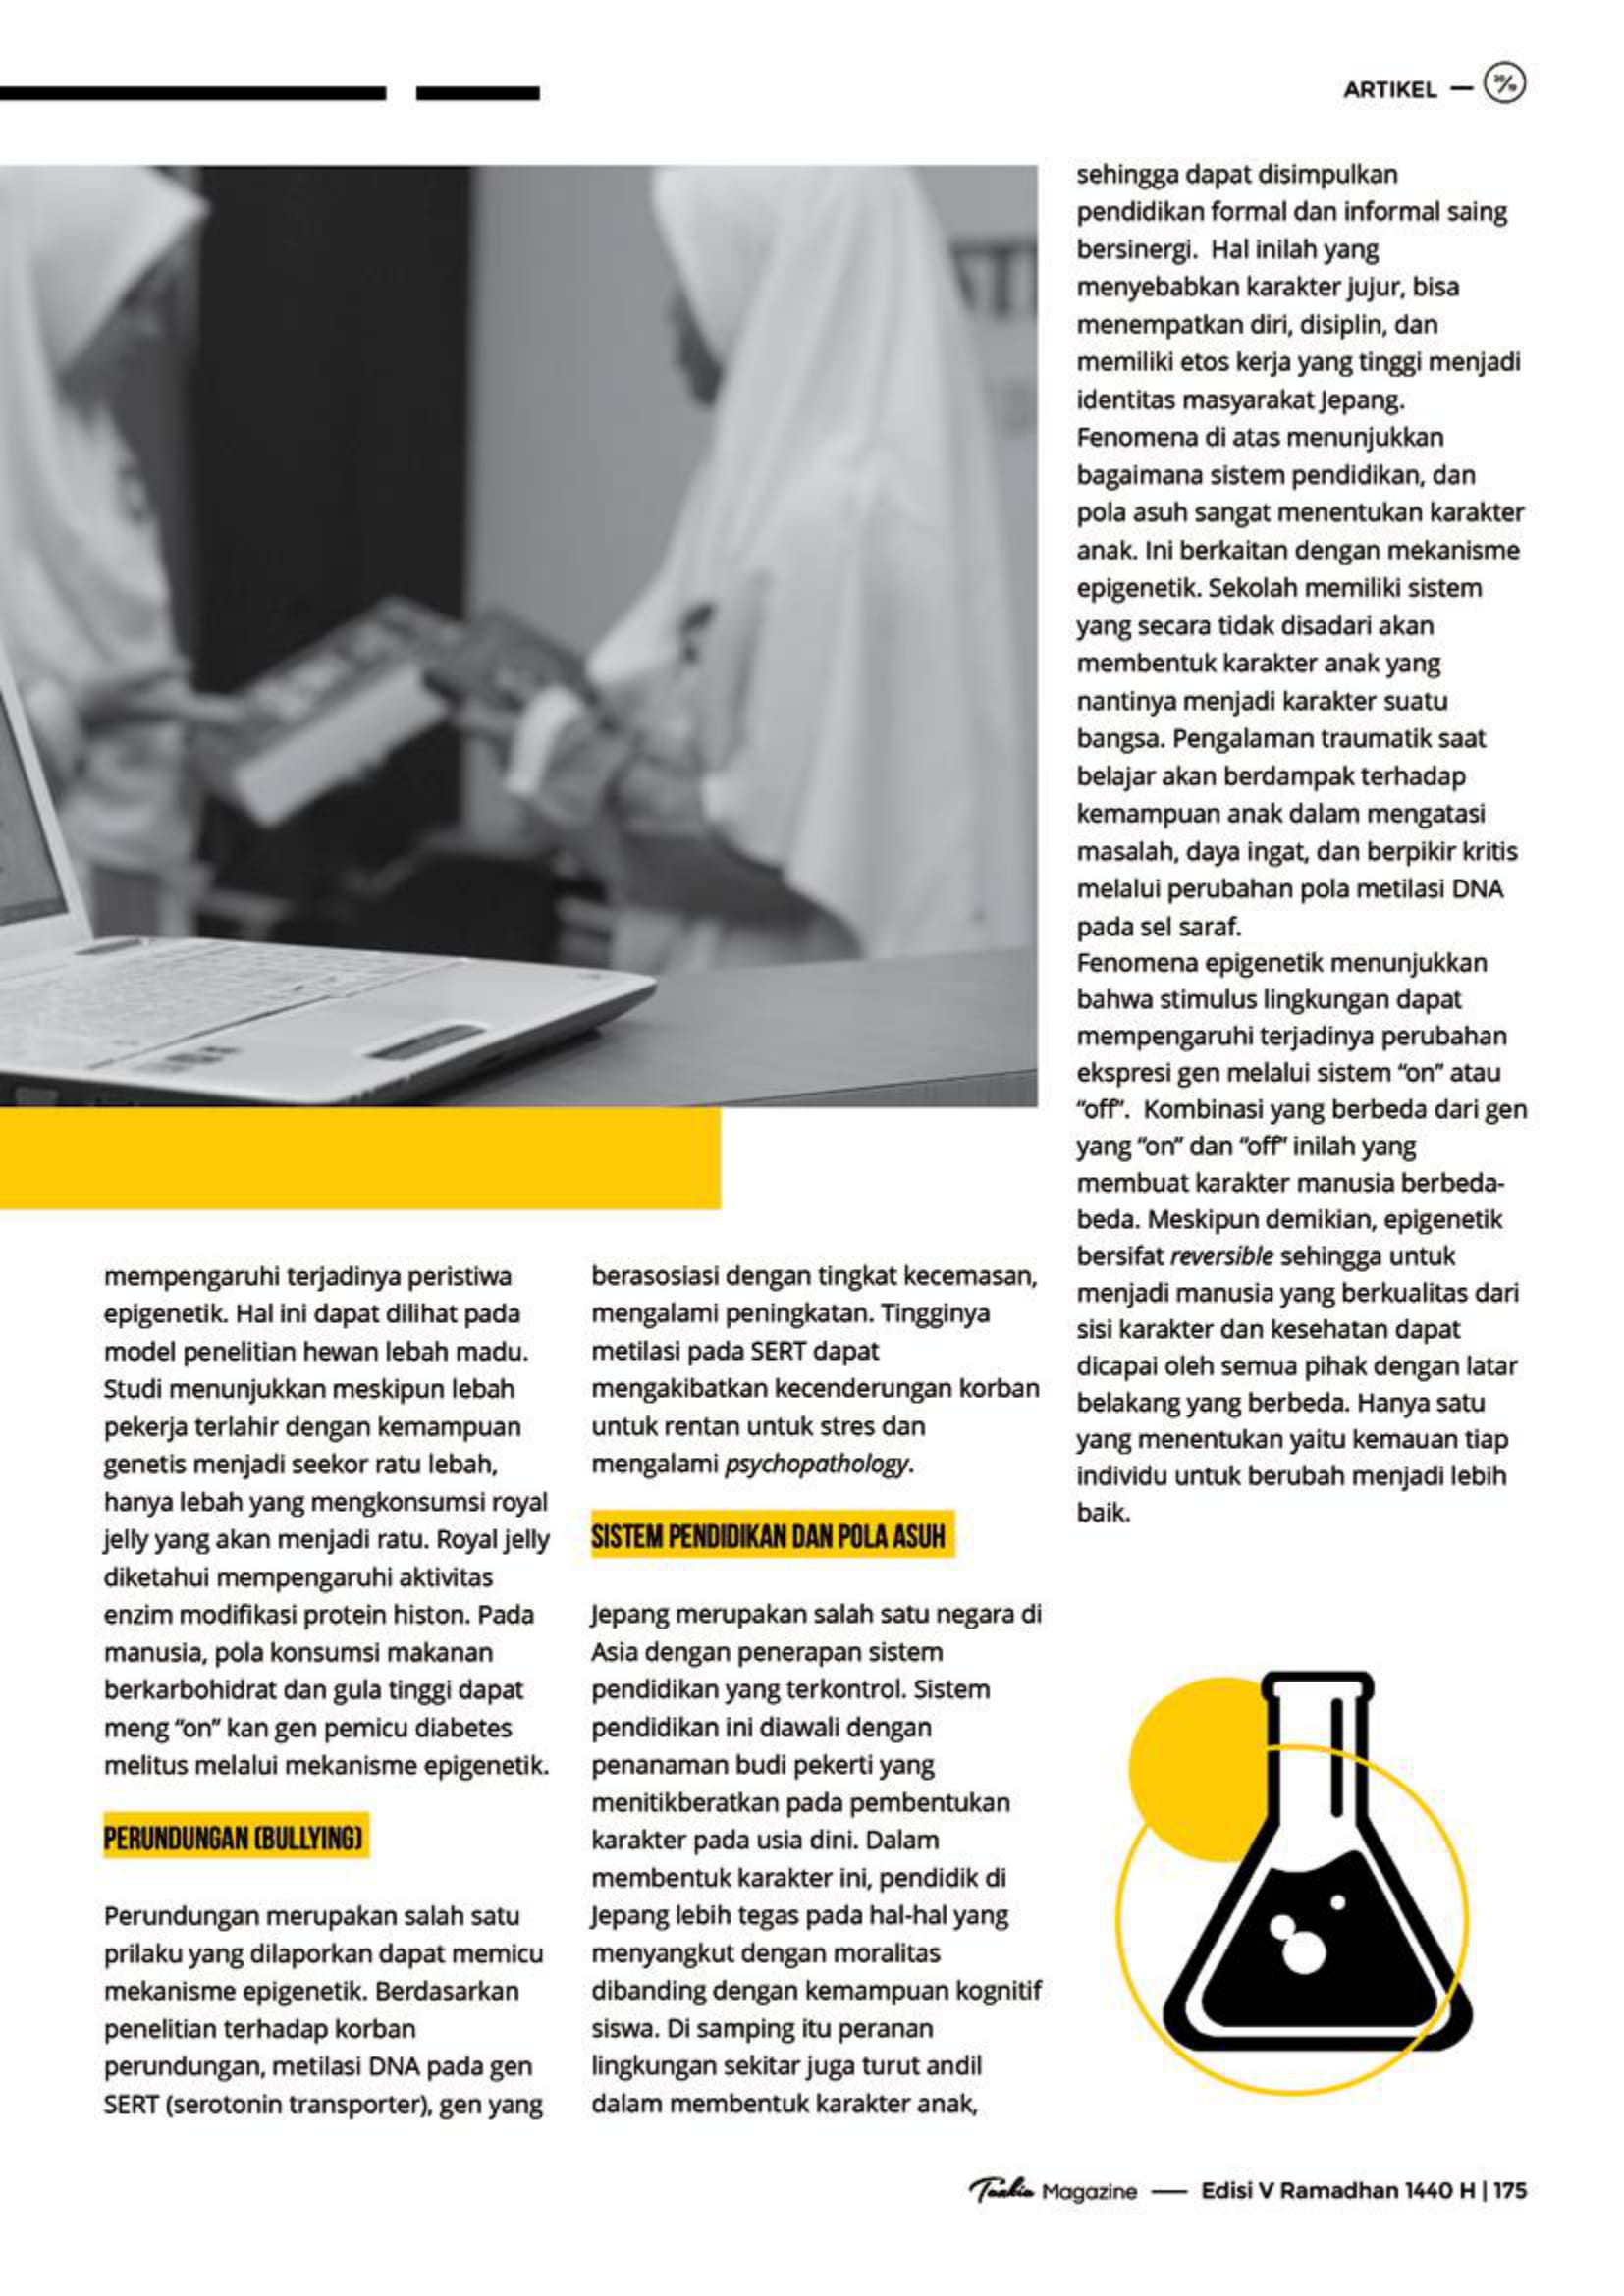 ARTIKEL — 20/19
mempengaruhi terjadinya peristiwa
epigenetik. Hal ini dapat dilihat pada
model penelitian hewan lebah madu.
Studi menunjukkan meskipun lebah
pekerja terlahir dengan kemampuan
genetis menjadi seekor ratu lebah,
hanya lebah yang mengkonsumsi royal
jelly yang akan menjadi ratu. Royal jelly
diketahui mempengaruhi aktivitas
enzim modifikasi protein histon. Pada
manusia, pola konsumsi makanan
berkarbohidrat dan gula tinggi dapat
meng “on” kan gen pemicu diabetes
melitus melalui mekanisme epigenetik.
PERUNDUNGAN (BULLYING)
Perundungan merupakan salah satu
prilaku yang dilaporkan dapat memicu
mekanisme epigenetik. Berdasarkan
penelitian terhadap korban
perundungan, metilasi DNA pada gen
SERT (serotonin transporter), gen yang
berasosiasi dengan tingkat kecemasan,
mengalami peningkatan. Tingginya
metilasi pada SERT dapat
mengakibatkan kecenderungan korban
untuk rentan untuk stres dan
mengalami psychopathology.
SISTEM PENDIDIKAN DAN POLA ASUH
Jepang merupakan salah satu negara di
Asia dengan penerapan sistem
pendidikan yang terkontrol. Sistem
pendidikan ini diawali dengan
penanaman budi pekerti yang
menitikberatkan pada pembentukan
karakter pada usia dini. Dalam
membentuk karakter ini, pendidik di
Jepang lebih tegas pada hal-hal yang
menyangkut dengan moralitas
dibanding dengan kemampuan kognitif
siswa. Di samping itu peranan
lingkungan sekitar juga turut andil
dalam membentuk karakter anak,
sehingga dapat disimpulkan
pendidikan formal dan informal saing
bersinergi. Hal inilah yang
menyebabkan karakter jujur, bisa
menempatkan diri, disiplin, dan
memiliki etos kerja yang tinggi menjadi
identitas masyarakat Jepang.
Fenomena di atas menunjukkan
bagaimana sistem pendidikan, dan
pola asuh sangat menentukan karakter
anak. Ini berkaitan dengan mekanisme
epigenetik. Sekolah memiliki sistem
yang secara tidak disadari akan
membentuk karakter anak yang
nantinya menjadi karakter suatu
bangsa. Pengalaman traumatik saat
belajar akan berdampak terhadap
kemampuan anak dalam mengatasi
masalah, daya ingat, dan berpikir kritis
melalui perubahan pola metilasi DNA
pada sel saraf.
Fenomena epigenetik menunjukkan
bahwa stimulus lingkungan dapat
mempengaruhi terjadinya perubahan
ekspresi gen melalui sistem “on” atau
“off”. Kombinasi yang berbeda dari gen
yang “on” dan “off” inilah yang
membuat karakter manusia berbeda-
beda. Meskipun demikian, epigenetik
bersifat reversible sehingga untuk
menjadi manusia yang berkualitas dari
sisi karakter dan kesehatan dapat
dicapai oleh semua pihak dengan latar
belakang yang berbeda. Hanya satu
yang menentukan yaitu kemauan tiap
individu untuk berubah menjadi lebih
baik.
Tazkia Magazine — Edisi V Ramadhan 1440 H | 175